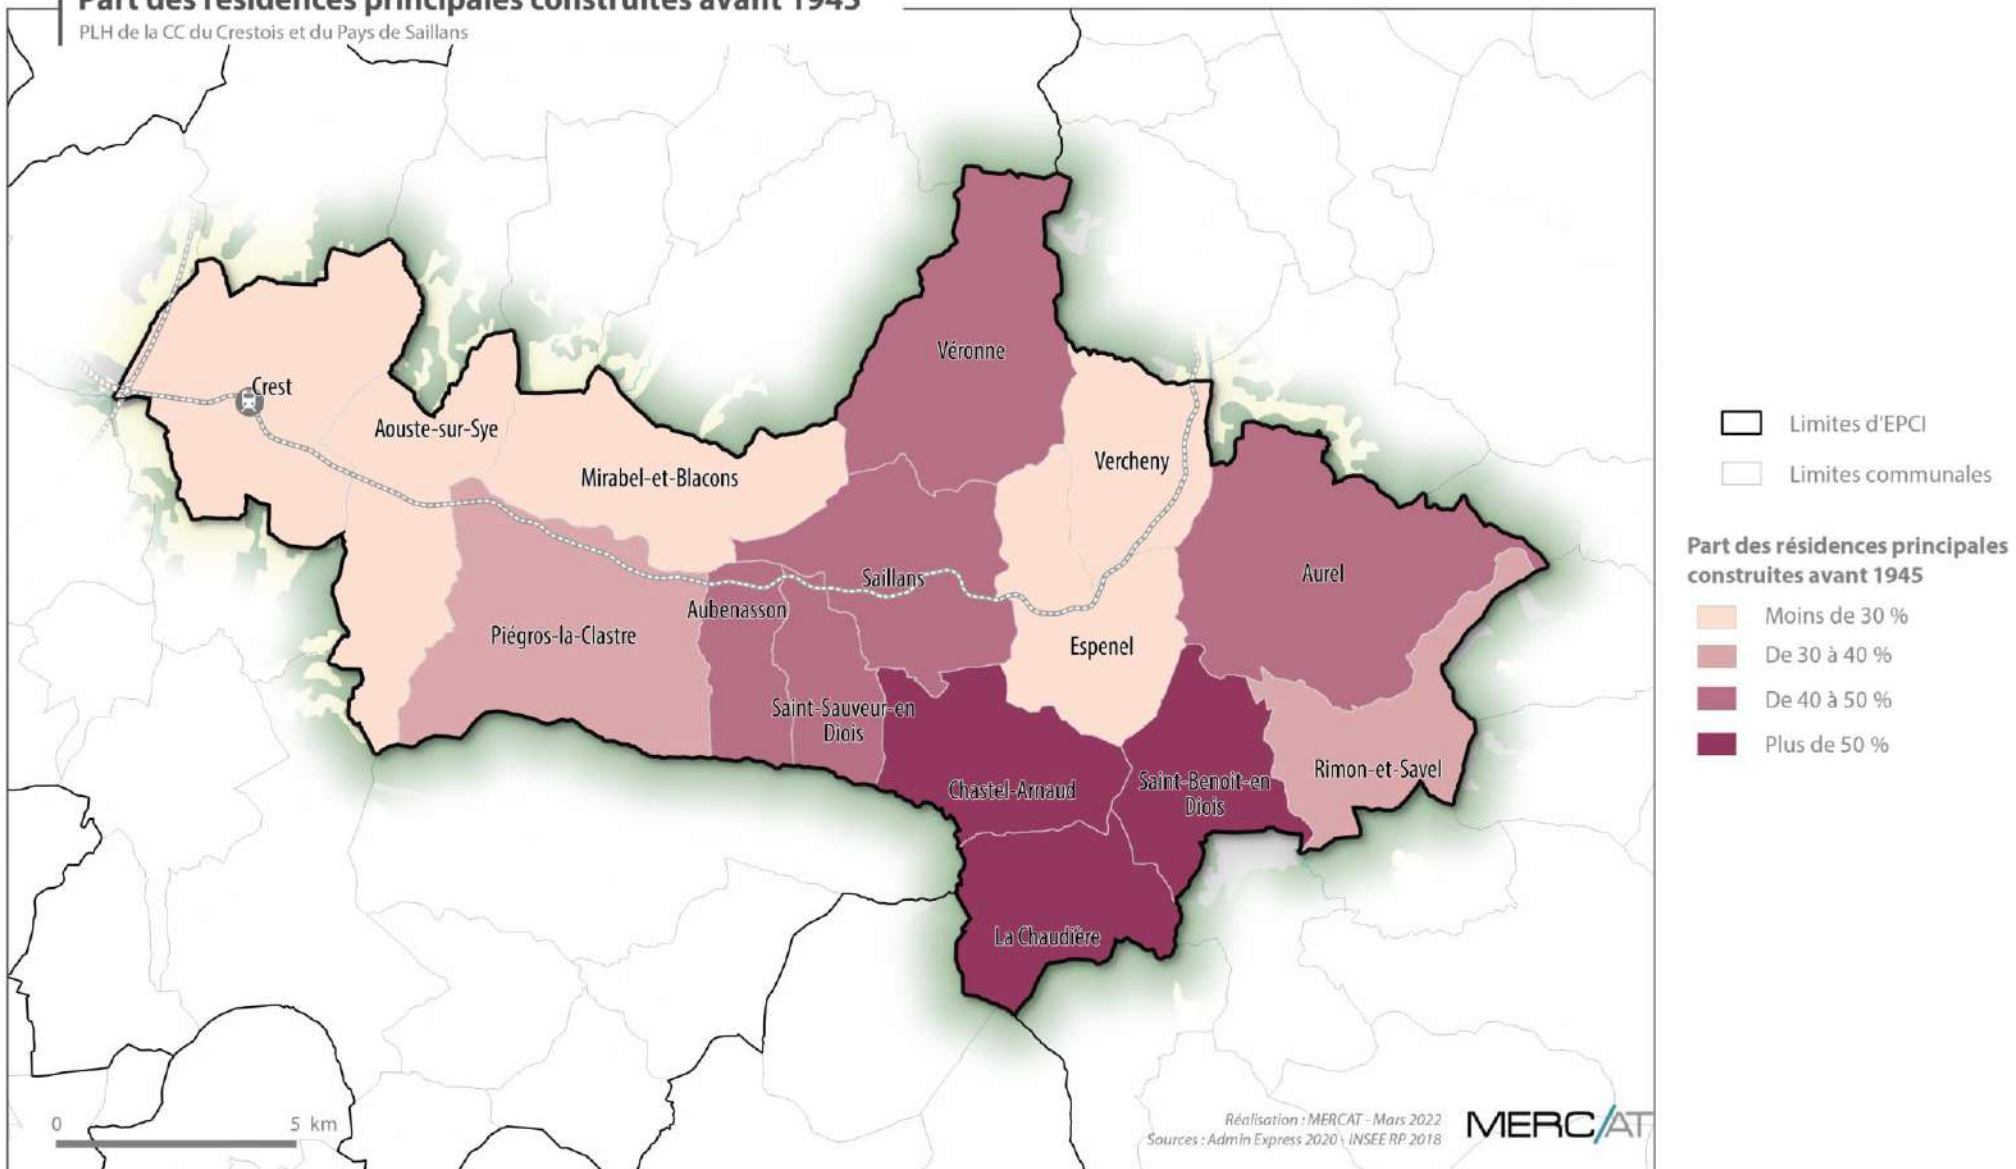 Part des résidences principales construites avant 1945
PLH de la CC du Crestois et du Pays de Saillans
Véronne
Crest
Aouste-sur-Sye
Mirabel-et-Blacons
Vercheny
Saillans
Aurel
Aubenasson
Piégros-la-Clastre
Espenel
Saint-Sauveur-en
Diois
Chastel-Arnaud
Saint-Benoit-en
Diois
Rimon-et-Savel
La Chaudière
Limites d'EPCI
Limites communales
Part des résidences principales
construites avant 1945
Moins de 30 %
De 30 à 40 %
De 40 à 50 %
Plus de 50 %
0 5 km
Réalisation : MERCAT - Mars 2022
Sources : Admin Express 2020 - INSEE RP 2018
MERC/AT